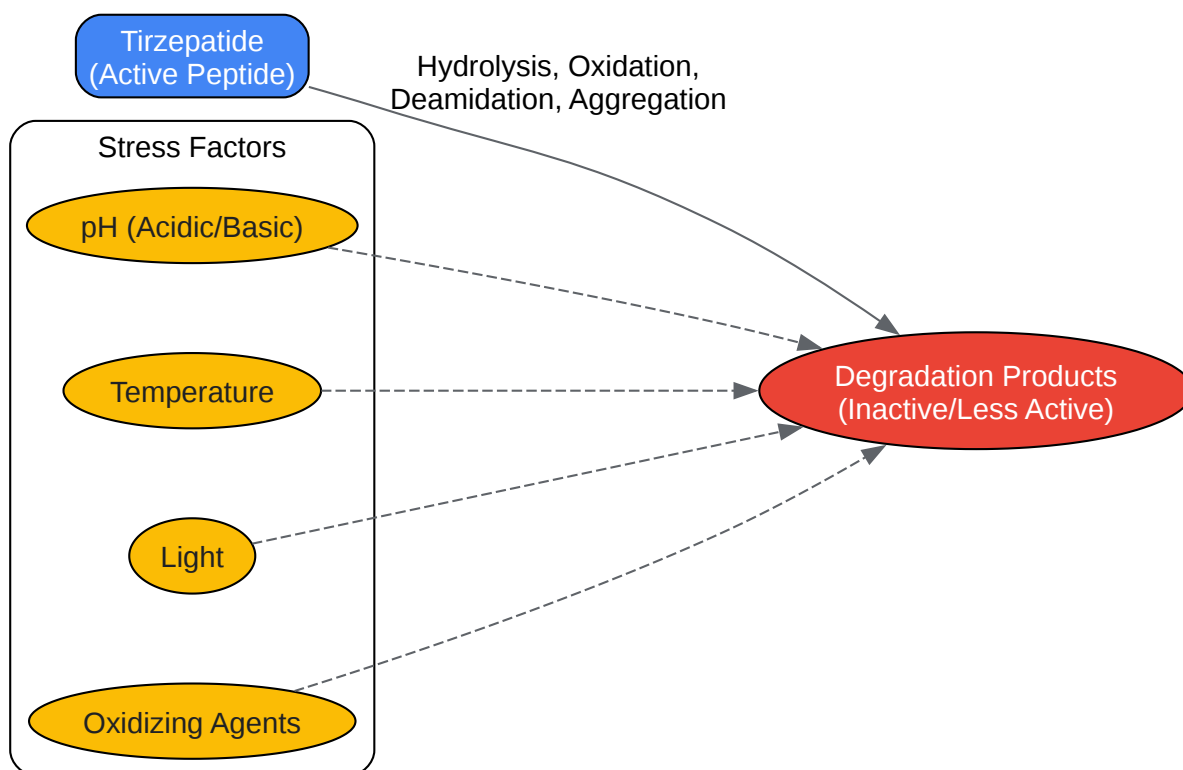 Tirzepatide
(Active Peptide)
Hydrolysis, Oxidation,
Deamidation, Aggregation
Stress Factors
pH (Acidic/Basic)
Temperature
Light
Oxidizing Agents
Degradation Products
(Inactive/Less Active)